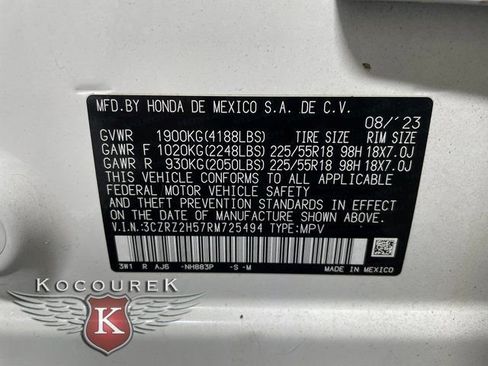 MFD.BY HONDA DE MEXICO S.A. DE C.V. 08/'23
GVWR 1900KG(4188LBS) TIRE SIZE RIM SIZE
GAWR F 1020KG(2248LBS) 225/55R18 98H 18X7.0J
GAWR R 930KG(2050LBS) 225/55R18 98H 18X7.0J
THIS VEHICLE CONFORMS TO ALL APPLICABLE
FEDERAL MOTOR VEHICLE SAFETY
AND THEFT PREVENTION STANDARDS IN EFFECT
ON THE DATE OF MANUFACTURE SHOWN ABOVE.
V.I.N.:3CZRZ2H57RM725494 TYPE:MPV
3W1 R AJ6 -NH883P -S -M
MADE IN MEXICO
KOCOUREK
K